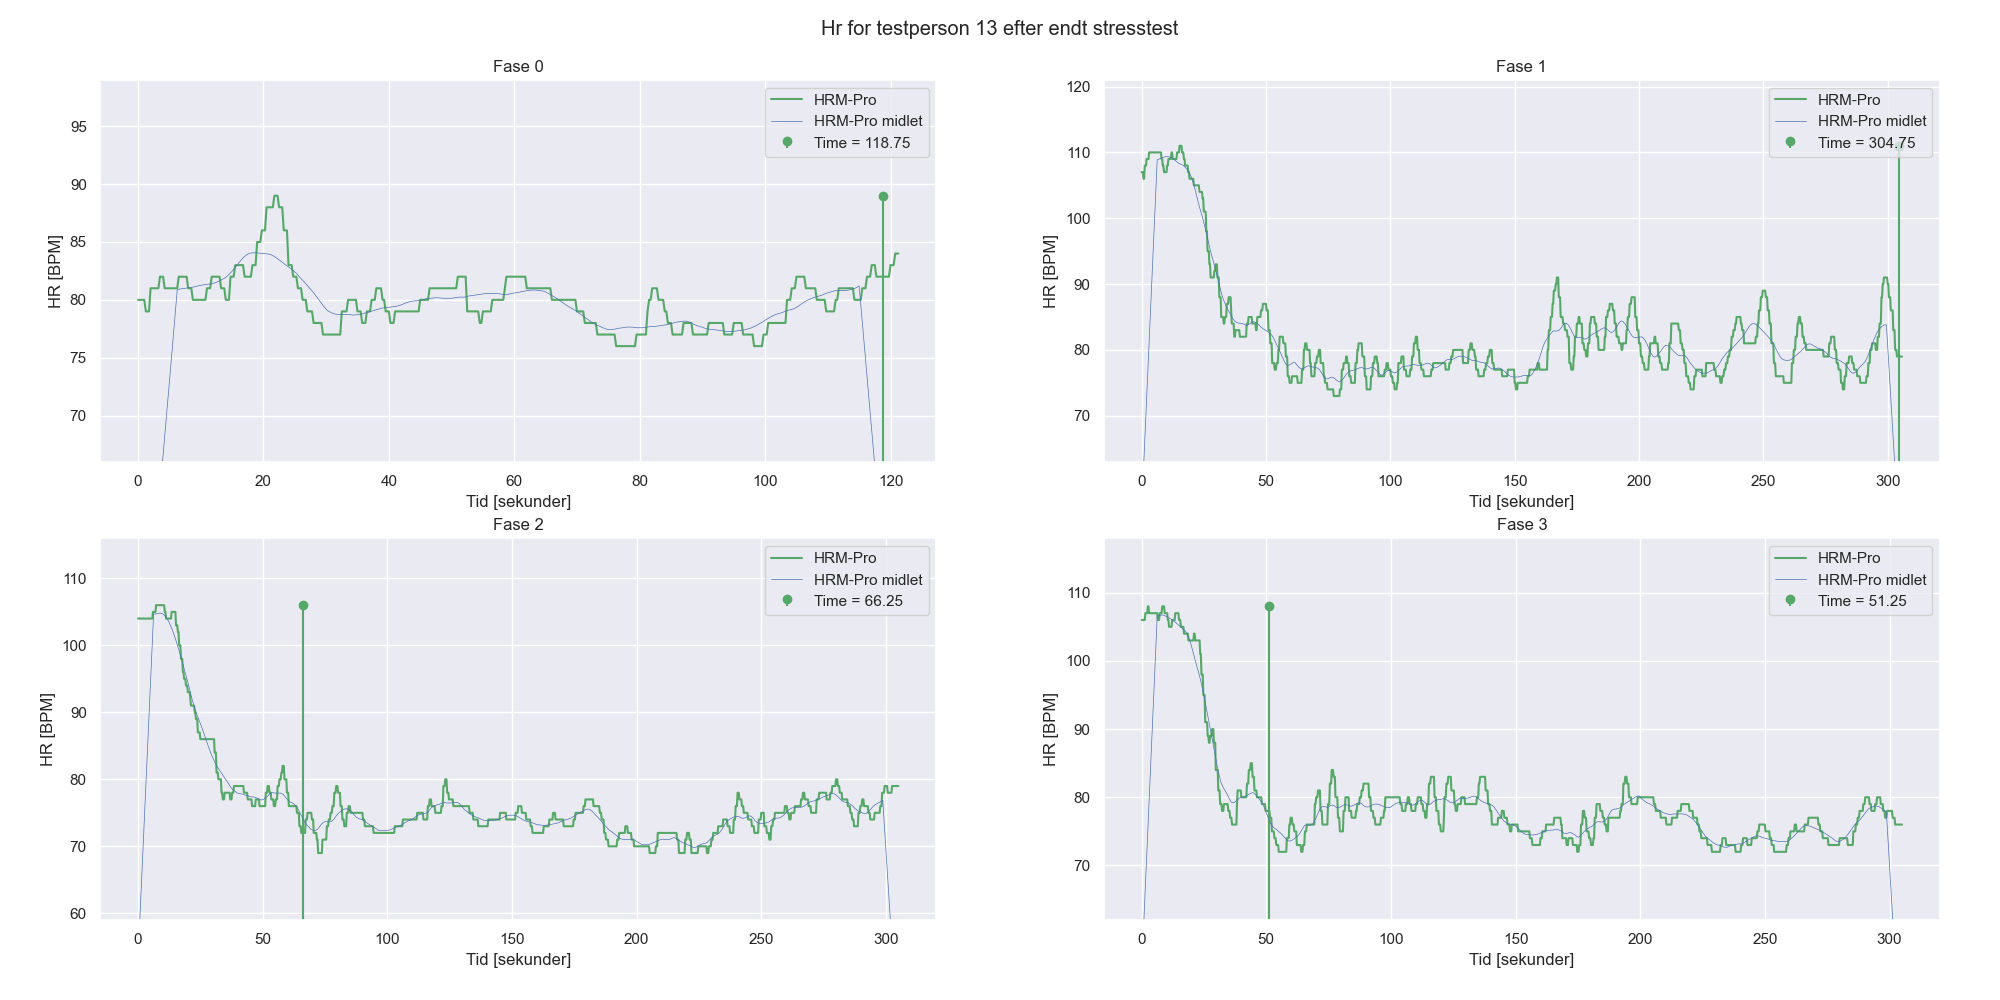 Hr for testperson 13 efter endt stresstest
Fase 0
HRM-Pro
HRM-Pro midlet
Time = 118.75
95
90
85
80
75
70
HR [BPM]
0 20 40 60 80 100 120
Tid [sekunder]
Fase 1
HRM-Pro
HRM-Pro midlet
Time = 304.75
120
110
100
90
80
70
HR [BPM]
0 50 100 150 200 250 300
Tid [sekunder]
Fase 2
HRM-Pro
HRM-Pro midlet
Time = 66.25
110
100
90
80
70
60
HR [BPM]
0 50 100 150 200 250 300
Tid [sekunder]
Fase 3
HRM-Pro
HRM-Pro midlet
Time = 51.25
110
100
90
80
70
HR [BPM]
0 50 100 150 200 250 300
Tid [sekunder]